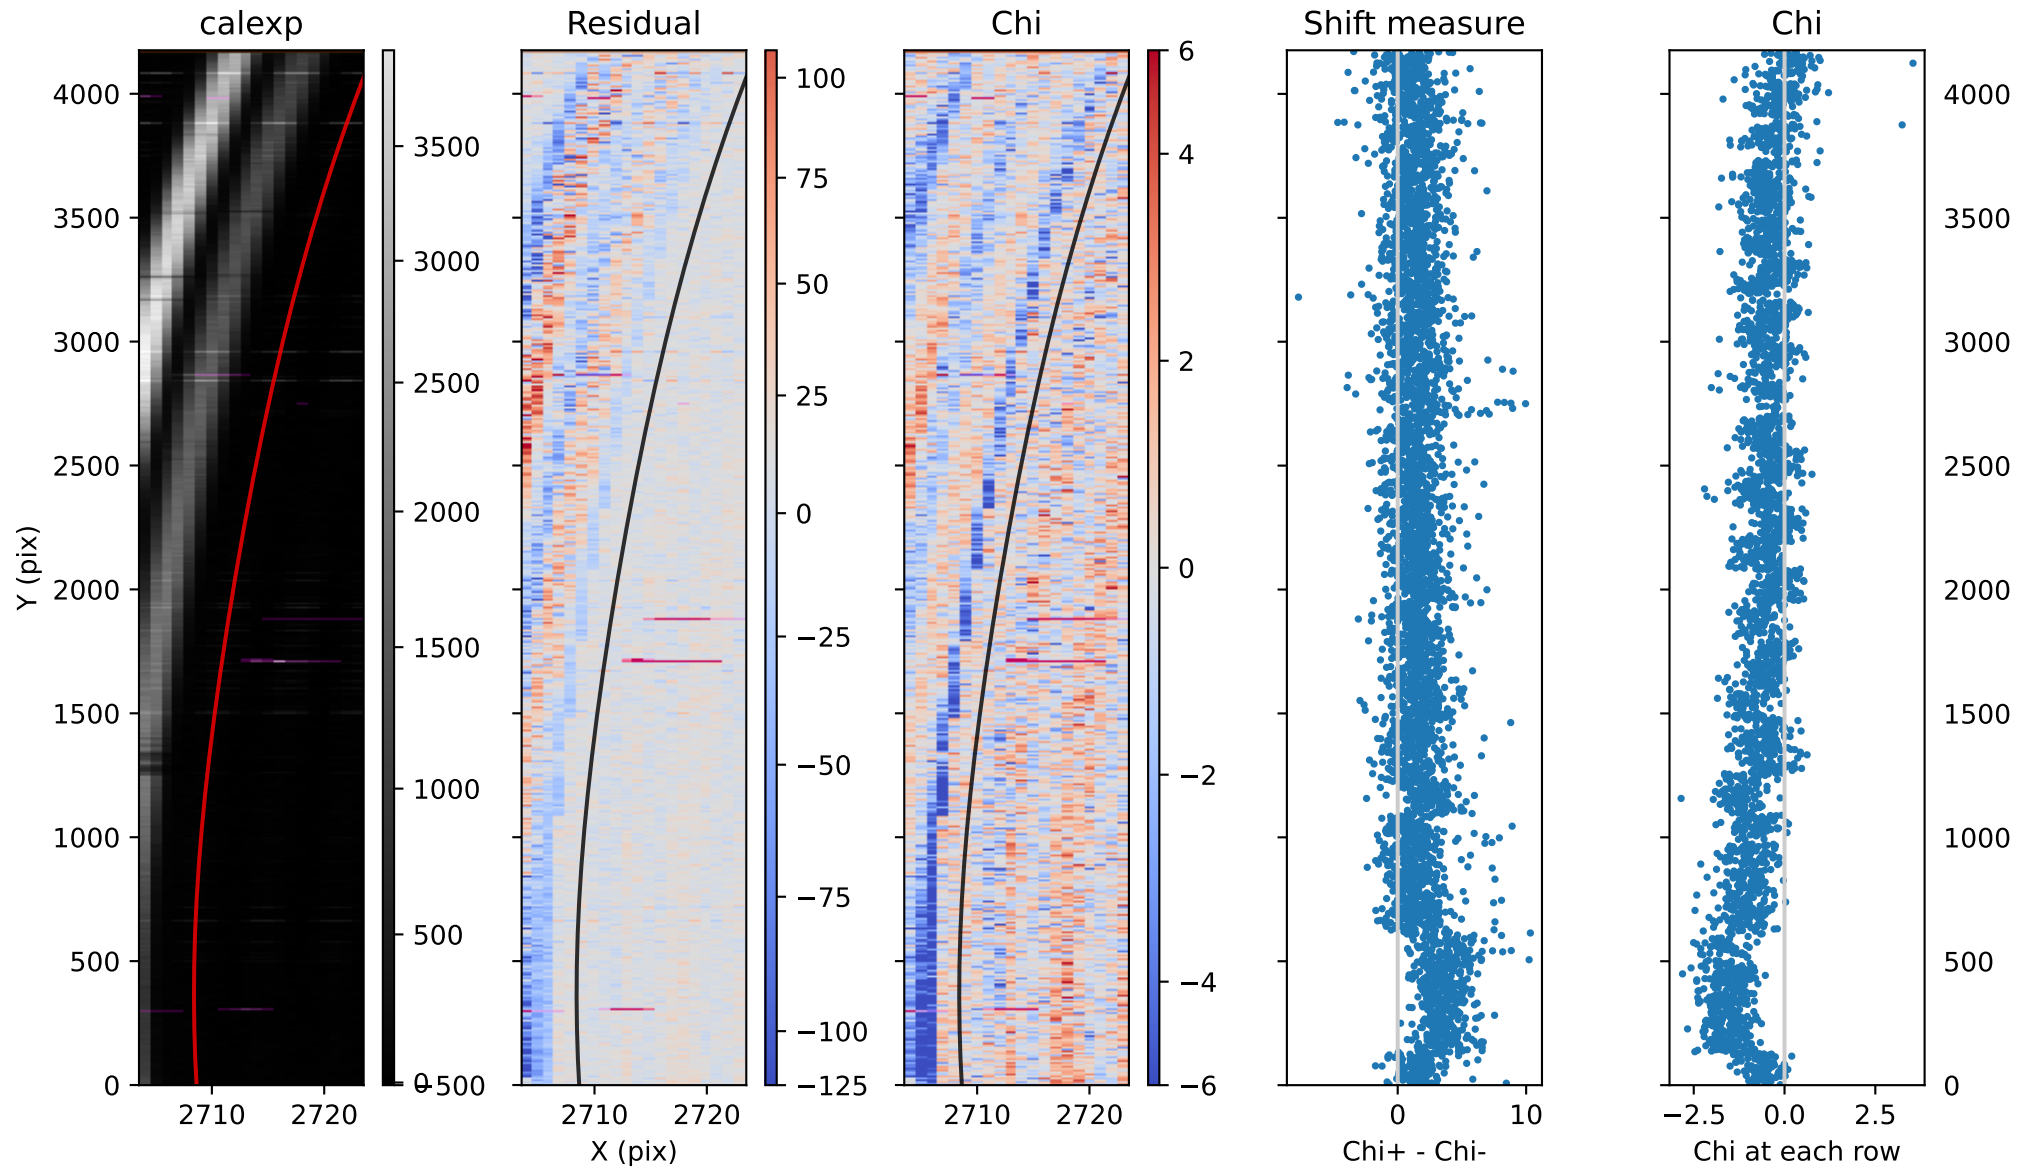 calexp Residual Chi Shift measure Chi
4000 3500 3000 2500 2000 1500 1000 500 0
Y (pix)
2710 2720
3500 3000 2500 2000 1500 1000 500 0 −500
2710 2720
X (pix)
100 75 50 25 0 −25 −50 −75 −100 −125
2710 2720
6 4 2 0 −2 −4 −6
0 10
Chi+ - Chi-
−2.5 0.0 2.5
Chi at each row
4000 3500 3000 2500 2000 1500 1000 500 0